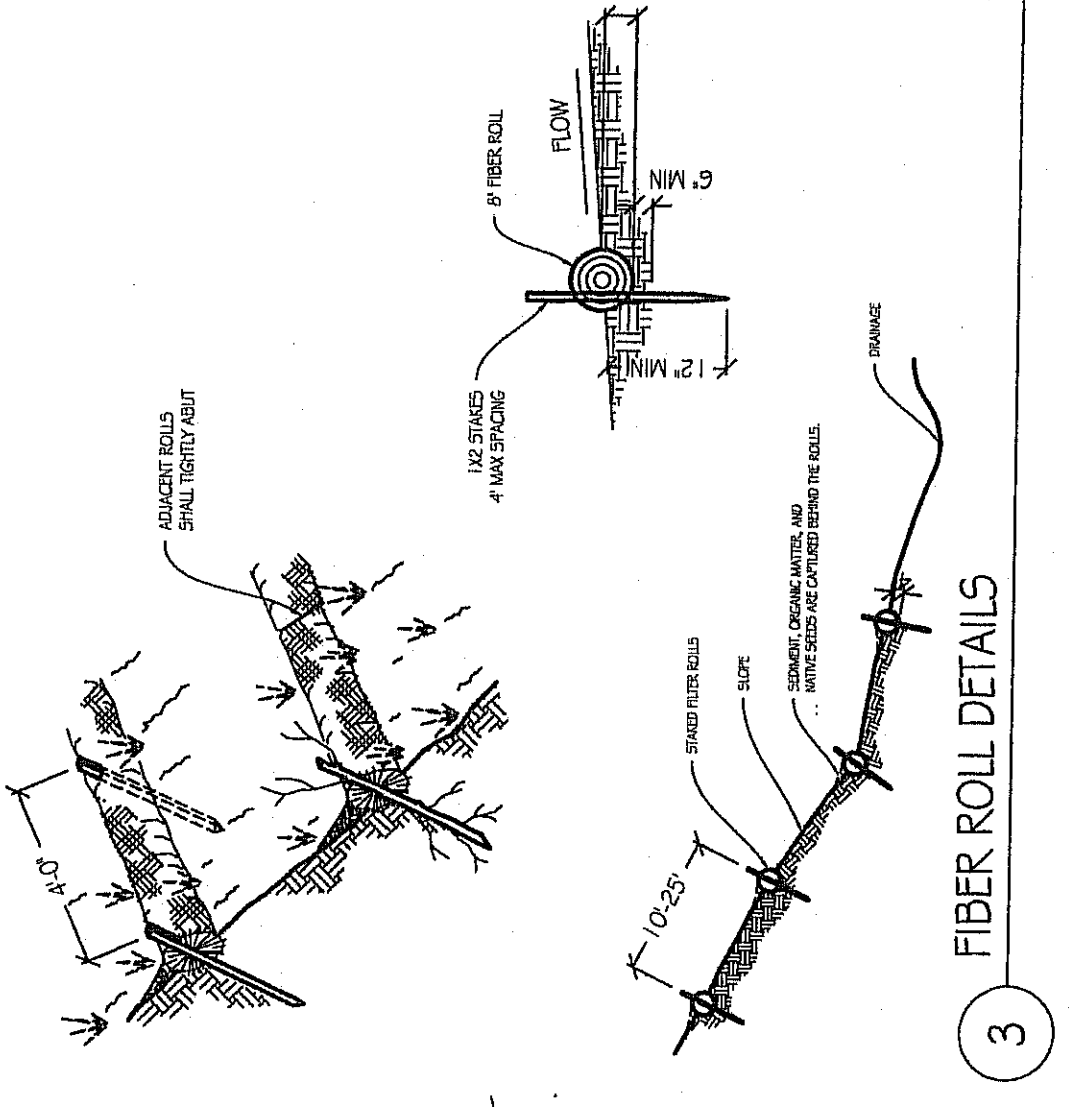 4'-0"
ADJACENT ROLLS
SHALL TIGHTLY ABUT
1X2 STAKES
4' MAX SPACING
8" FIBER ROLL
FLOW
12" MIN
6" MIN
10'-25'
STAKED FILTER ROLLS
SLOPE
SEDIMENT, ORGANIC MATTER, AND
NATIVE SEEDS ARE CAPTURED BEHIND THE ROLLS.
DRAINAGE
3
FIBER ROLL DETAILS